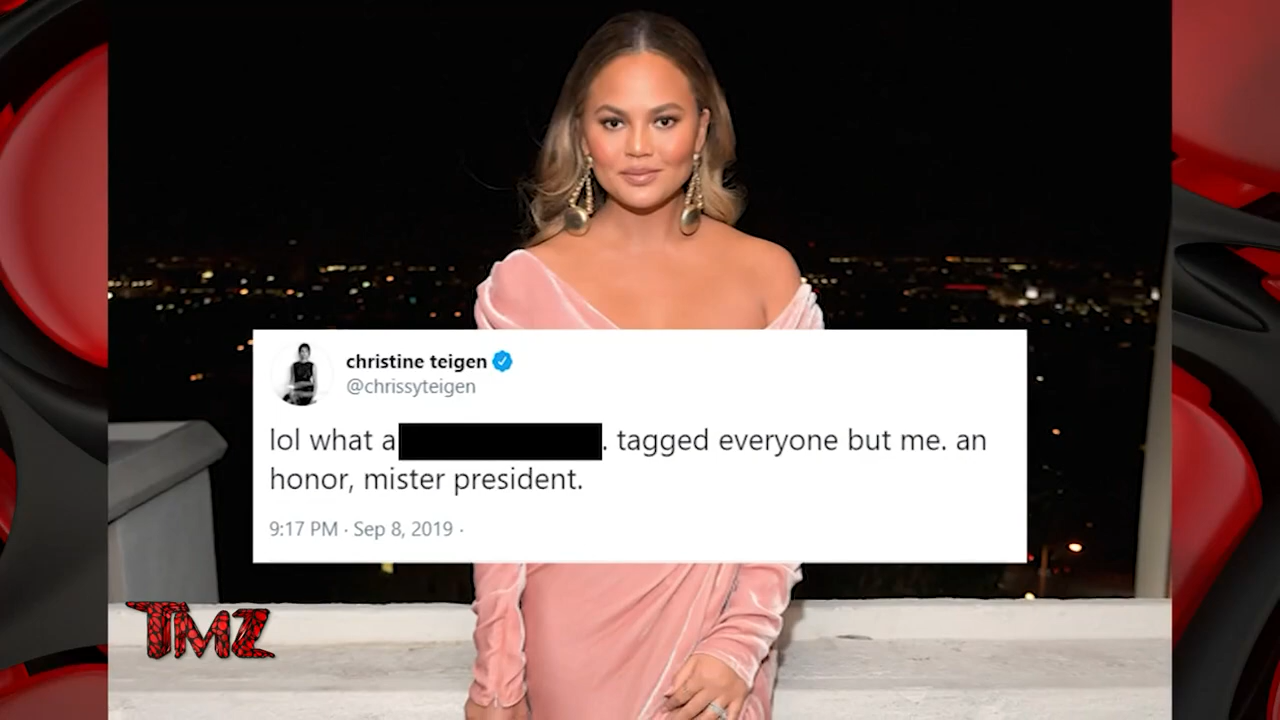 christine teigen
@chrissyteigen
lol what a . tagged everyone but me. an
honor, mister president.
9:17 PM · Sep 8, 2019 ·
TMZ